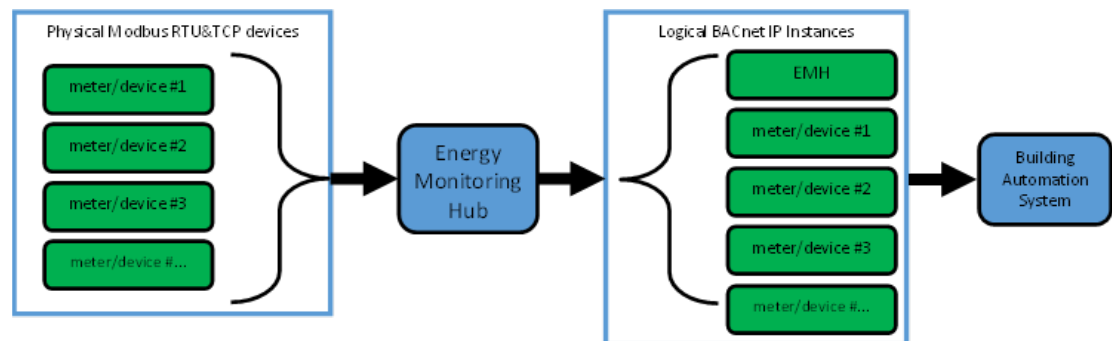 Physical Modbus RTU&TCP devices
meter/device #1
meter/device #2
meter/device #3
meter/device #...
Energy
Monitoring
Hub
Logical BACnet IP Instances
EMH
meter/device #1
meter/device #2
meter/device #3
meter/device #...
Building
Automation
System